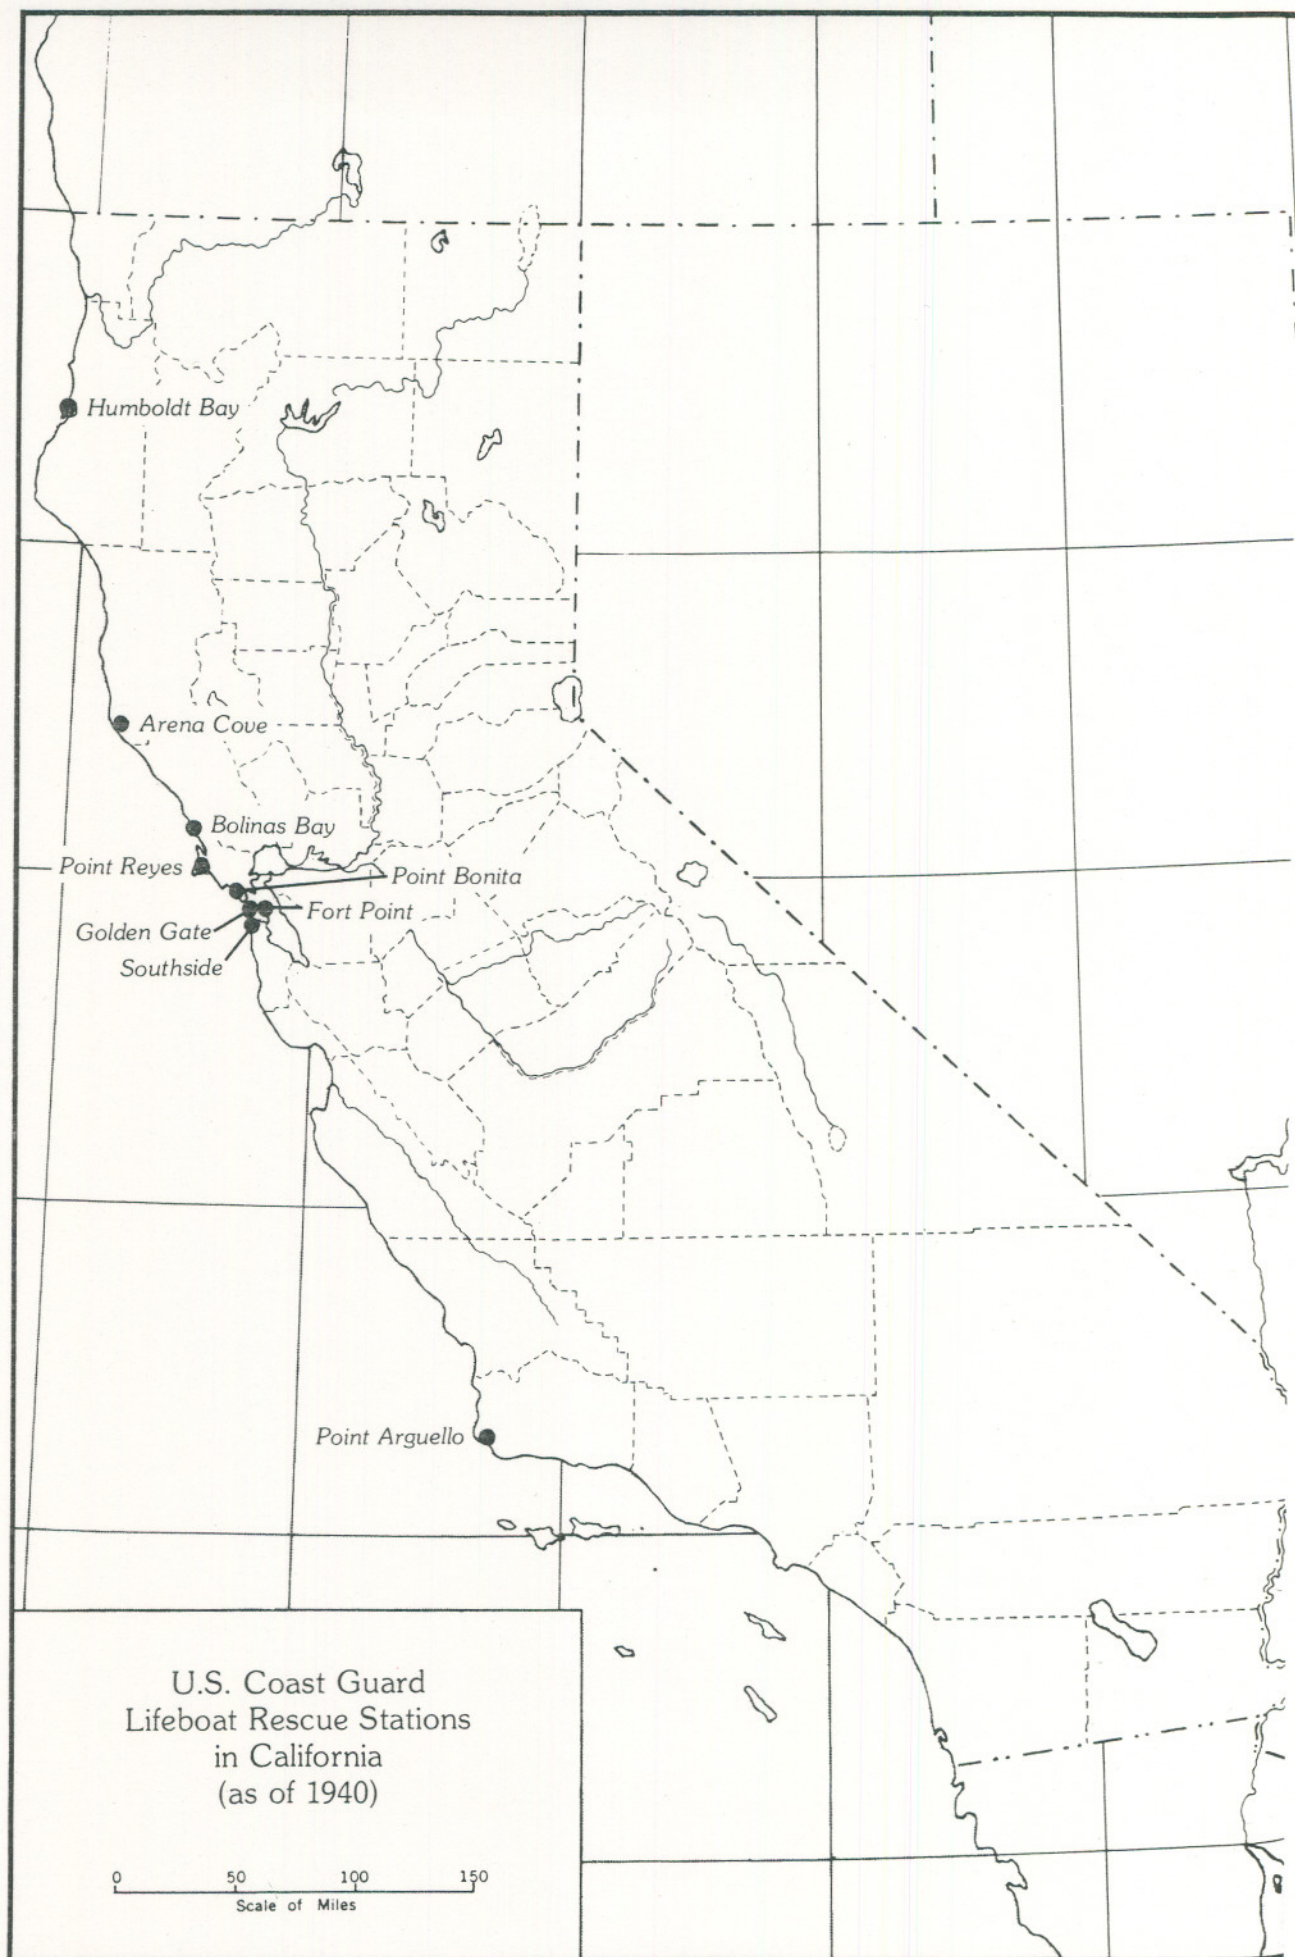 Humboldt Bay
Arena Cove
Bolinas Bay
Point Reyes
Point Bonita
Fort Point
Golden Gate
Southside
Point Arguello
U.S. Coast Guard
Lifeboat Rescue Stations
in California
(as of 1940)
0 50 100 150
Scale of Miles